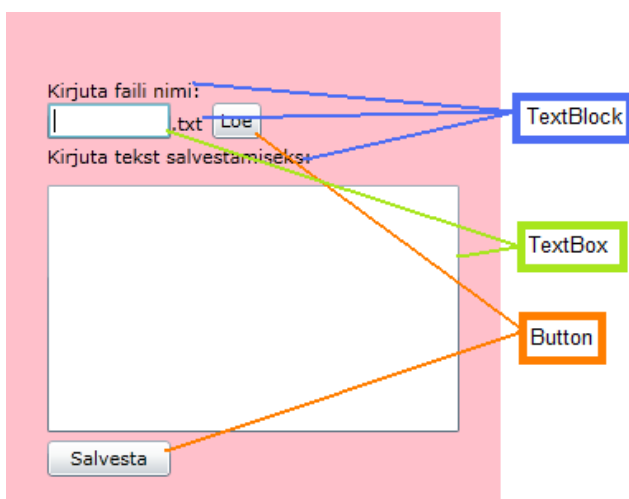 Kirjuta faili nimi:
.txt Loe
Kirjuta tekst salvestamiseks:
Salvesta
TextBlock
TextBox
Button